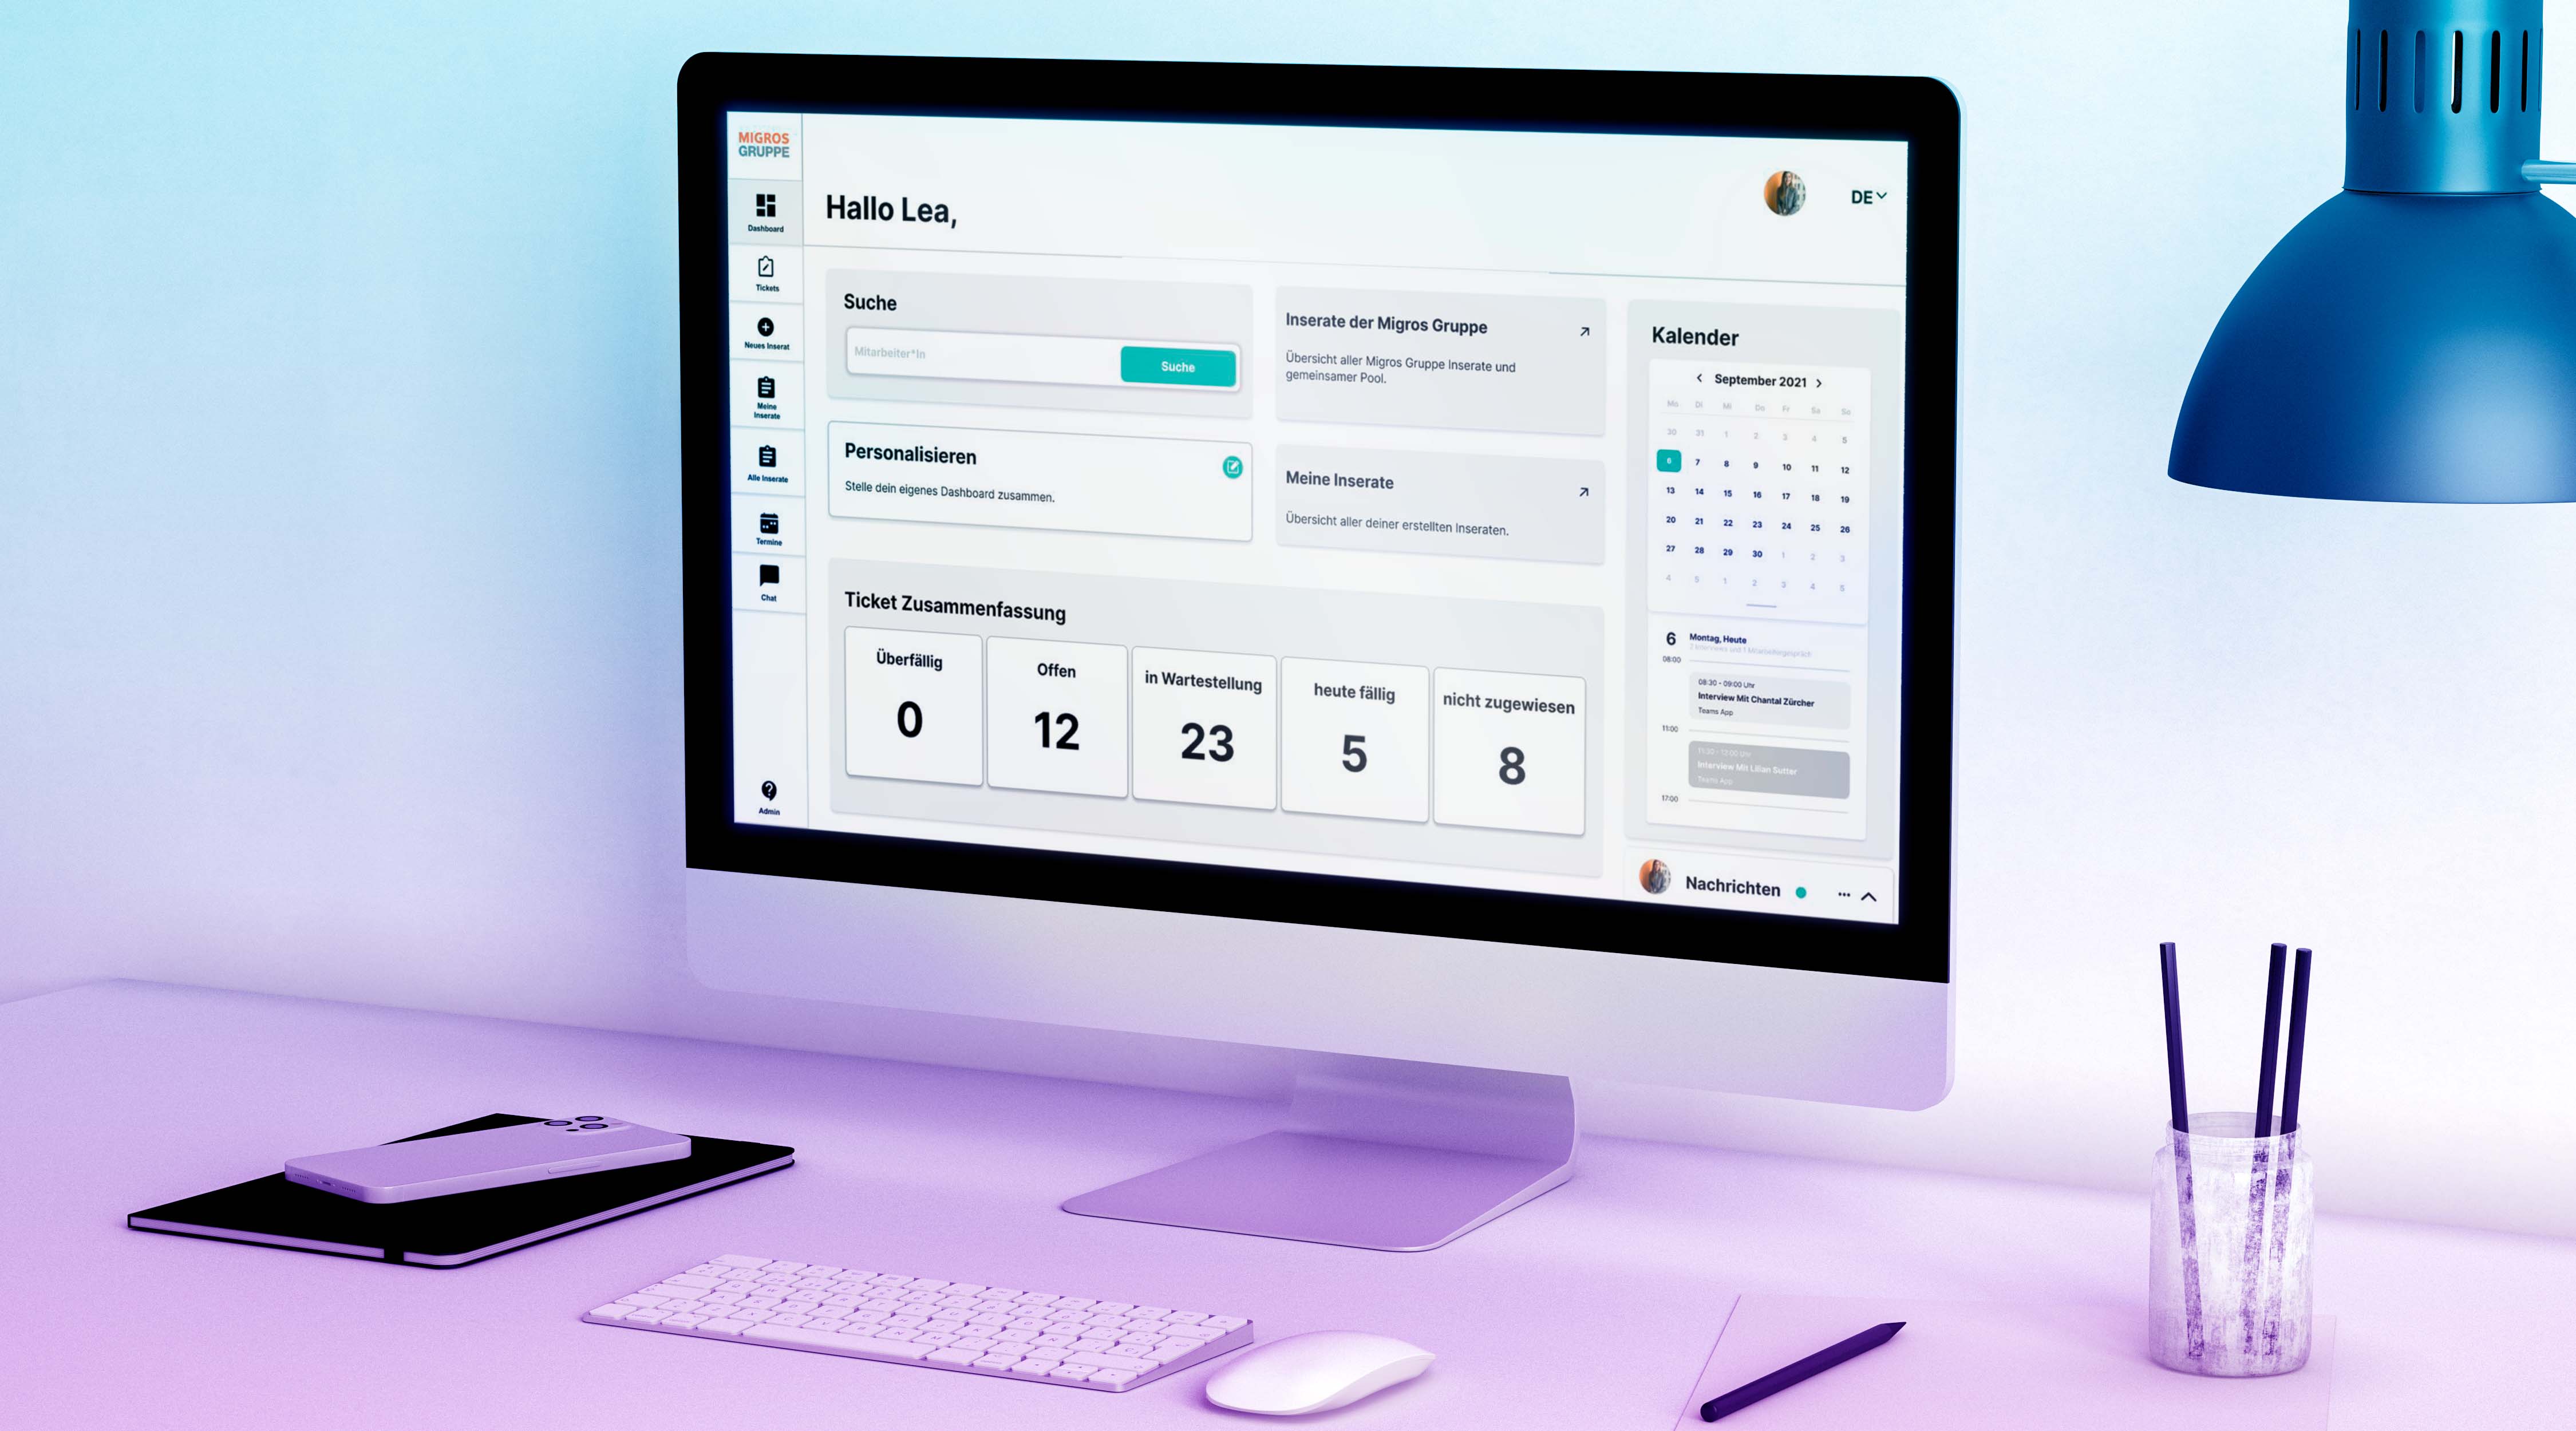 MIGROS
GRUPPE
Dashboard
Tickets
Neues Inserat
Meine
Inserate
Alle Inserate
Termine
Chat
Admin
Hallo Lea,
DE
Suche
Mitarbeiter*In
Suche
Personalisieren
Stelle dein eigenes Dashboard zusammen.
Inserate der Migros Gruppe
Übersicht aller Migros Gruppe Inserate und
gemeinsamer Pool.
Meine Inserate
Übersicht aller deiner erstellten Inseraten.
Ticket Zusammenfassung
Überfällig
0
Offen
12
in Wartestellung
23
heute fällig
5
nicht zugewiesen
8
Kalender
September 2021
Mo Di Mi Do Fr Sa So
30 31 1 2 3 4 5
6 7 8 9 10 11 12
13 14 15 16 17 18 19
20 21 22 23 24 25 26
27 28 29 30 1 2 3
4 5 1 2 3 4 5
6 Montag, Heute
2 Interviews und 1 Mitarbeitergespräch
08:00
08:30 - 09:00 Uhr
Interview Mit Chantal Zürcher
Teams App
11:00
11:30 - 12:00 Uhr
Interview Mit Lilian Sutter
Teams App
17:00
Nachrichten